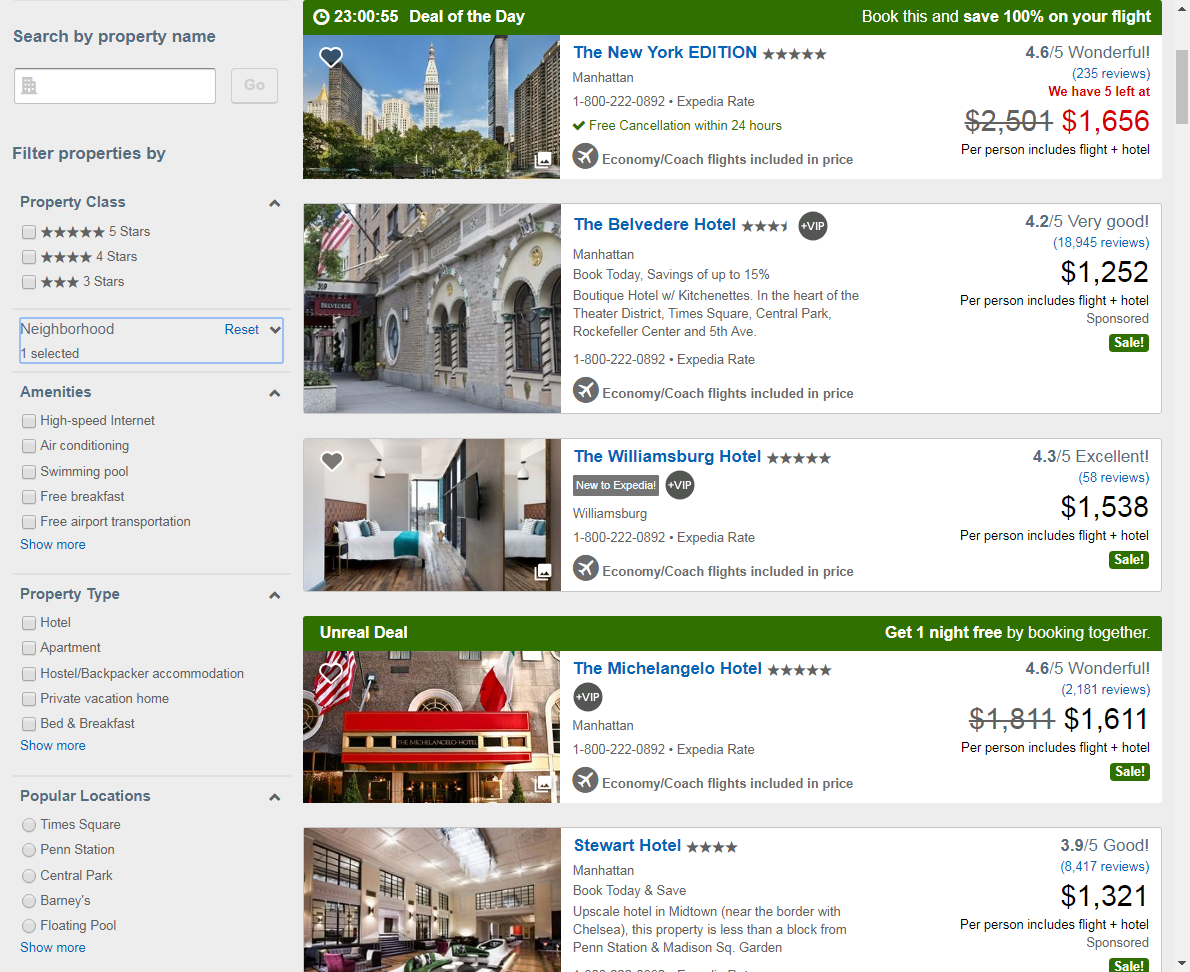 Search by property name
Go
Filter properties by
Property Class
5 Stars
4 Stars
3 Stars
Neighborhood Reset
1 selected
Amenities
High-speed Internet
Air conditioning
Swimming pool
Free breakfast
Free airport transportation
Show more
Property Type
Hotel
Apartment
Hostel/Backpacker accommodation
Private vacation home
Bed & Breakfast
Show more
Popular Locations
Times Square
Penn Station
Central Park
Barney's
Floating Pool
Show more
23:00:55 Deal of the Day Book this and save 100% on your flight
The New York EDITION
Manhattan
1-800-222-0892 • Expedia Rate
Free Cancellation within 24 hours
Economy/Coach flights included in price
4.6/5 Wonderful!
(235 reviews)
We have 5 left at
$2,501 $1,656
Per person includes flight + hotel
319
BELVEDERE
The Belvedere Hotel +VIP
Manhattan
Book Today, Savings of up to 15%
Boutique Hotel w/ Kitchenettes. In the heart of the
Theater District, Times Square, Central Park,
Rockefeller Center and 5th Ave.
1-800-222-0892 • Expedia Rate
Economy/Coach flights included in price
4.2/5 Very good!
(18,945 reviews)
$1,252
Per person includes flight + hotel
Sponsored
Sale!
The Williamsburg Hotel
New to Expedia! +VIP
Williamsburg
1-800-222-0892 • Expedia Rate
Economy/Coach flights included in price
4.3/5 Excellent!
(58 reviews)
$1,538
Per person includes flight + hotel
Sale!
Unreal Deal Get 1 night free by booking together.
THE MICHELANGELO HOTEL
The Michelangelo Hotel
+VIP
Manhattan
1-800-222-0892 • Expedia Rate
Economy/Coach flights included in price
4.6/5 Wonderful!
(2,181 reviews)
$1,811 $1,611
Per person includes flight + hotel
Sale!
Stewart Hotel
Manhattan
Book Today & Save
Upscale hotel in Midtown (near the border with
Chelsea), this property is less than a block from
Penn Station & Madison Sq. Garden
3.9/5 Good!
(8,417 reviews)
$1,321
Per person includes flight + hotel
Sponsored
Sale!